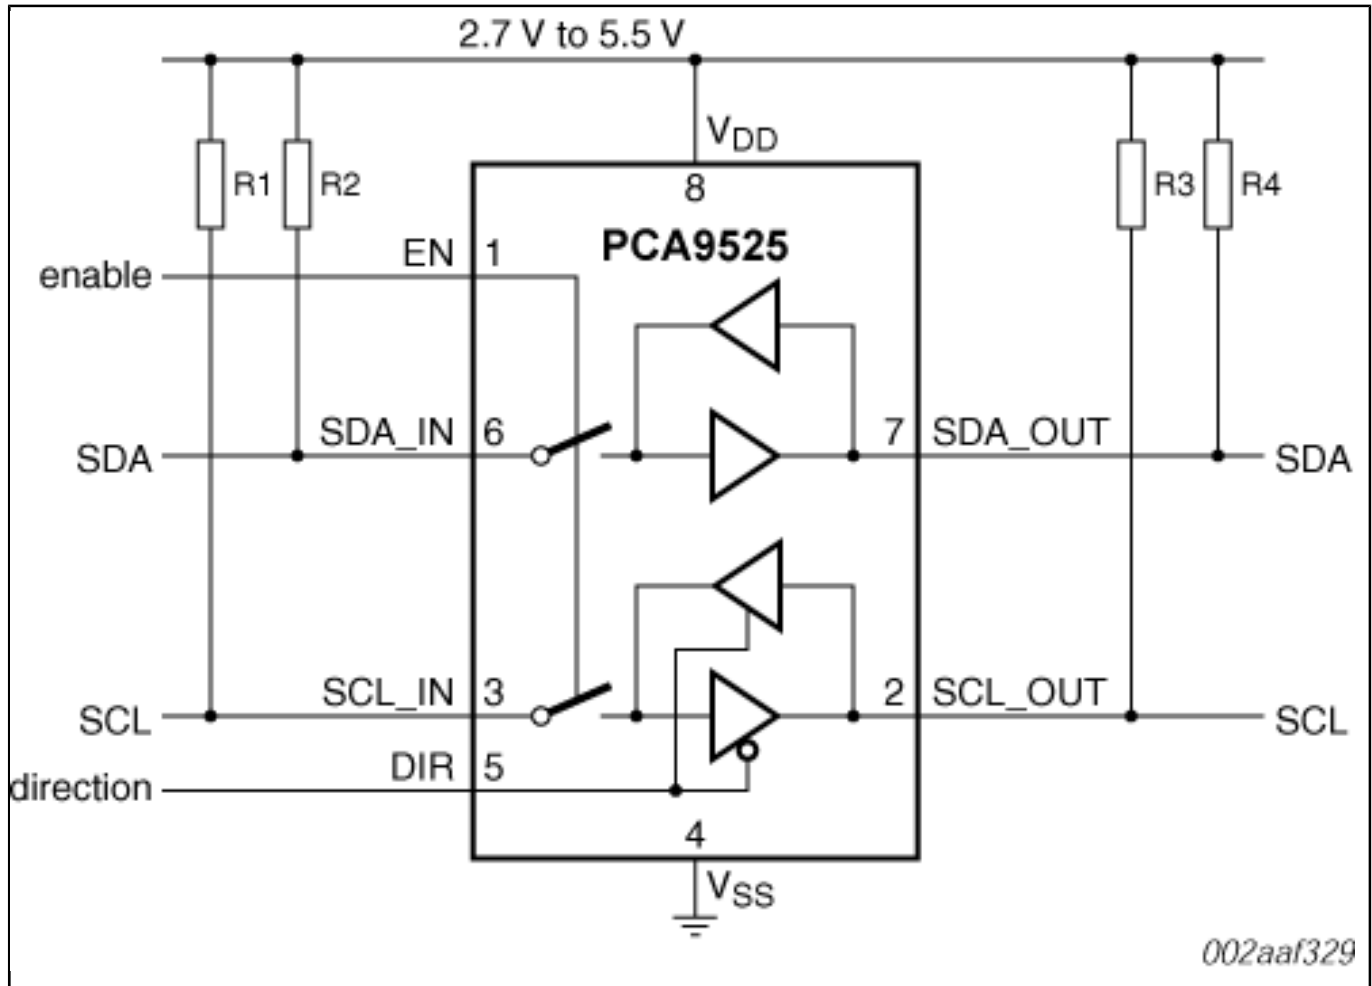 2.7 V to 5.5 V
VDD
8
R1
R2
R3
R4
PCA9525
EN 1
enable
SDA_IN 6
7 SDA_OUT
SDA
SDA
SCL_IN 3
2 SCL_OUT
SCL
SCL
DIR 5
direction
4
VSS
002aaf329